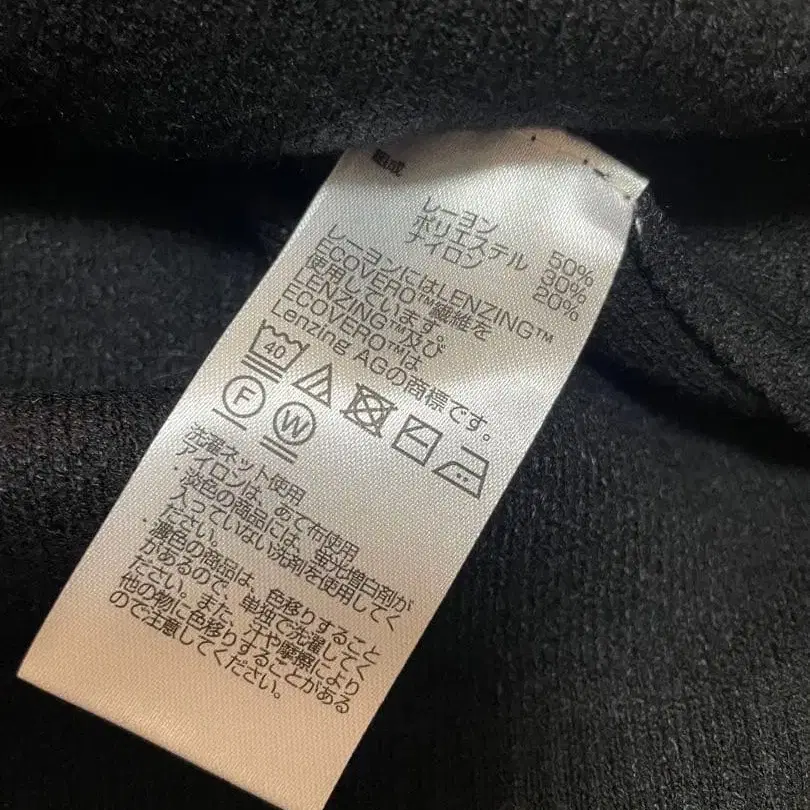 組成
レーヨン 50%
ポリエステル 30%
ナイロン 20%
レーヨンにはLENZING™
ECOVERO™繊維を
使用しています。
LENZING™及び
ECOVERO™は
Lenzing AGの商標です。
40
F W
洗濯ネット使用
アイロンは、あて布使用
・淡色の商品には、蛍光増白剤が
入っていない洗剤を使用してく
ださい。
・濃色の商品は、色移りすること
があるので、単独で洗濯してく
ださい。また、汗や摩擦により
他の物に色移りすることがある
ので注意してください。